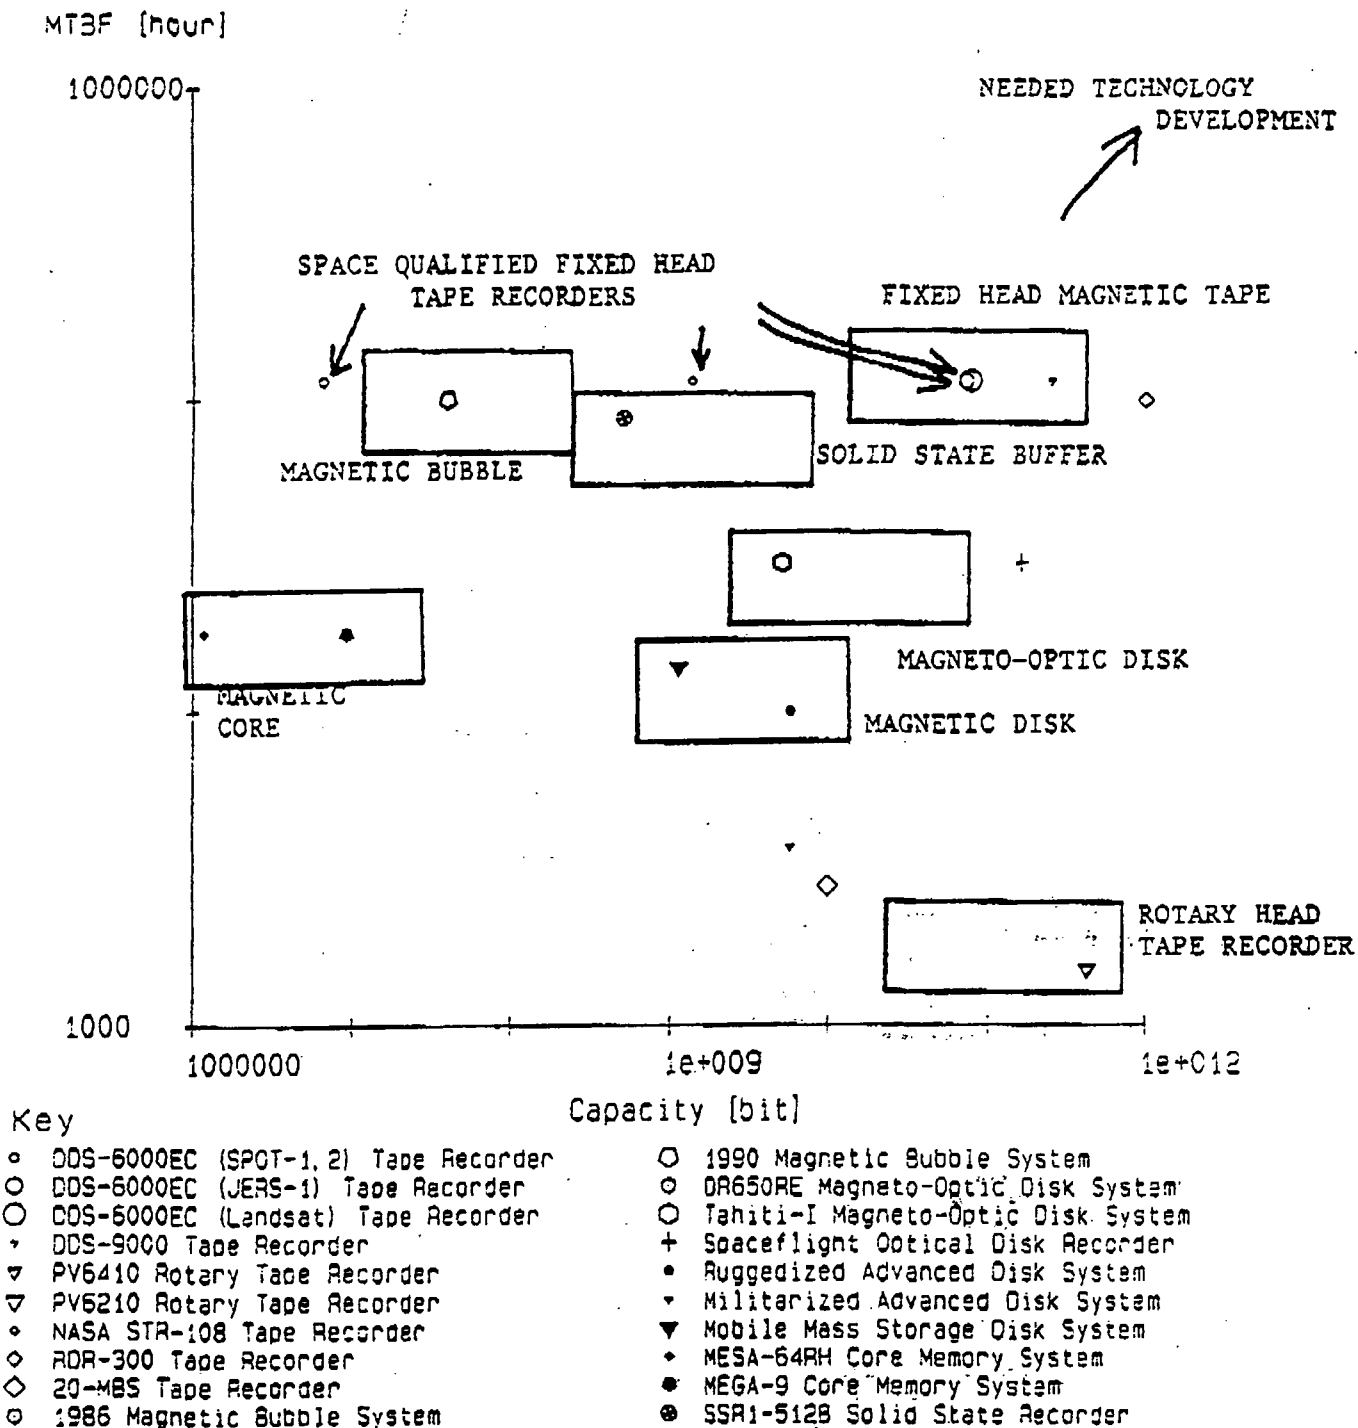 MTBF [hour]
1000000
NEEDED TECHNOLOGY
DEVELOPMENT
SPACE QUALIFIED FIXED HEAD
TAPE RECORDERS
FIXED HEAD MAGNETIC TAPE
MAGNETIC BUBBLE
SOLID STATE BUFFER
MAGNETO-OPTIC DISK
MAGNETIC
CORE
MAGNETIC DISK
ROTARY HEAD
TAPE RECORDER
1000
1000000
1e+009
1e+012
Capacity [bit]
Key
DDS-6000EC (SPOT-1,2) Tape Recorder
DDS-6000EC (JERS-1) Tape Recorder
DDS-6000EC (Landsat) Tape Recorder
DDS-9000 Tape Recorder
PV6410 Rotary Tape Recorder
PV6210 Rotary Tape Recorder
NASA STR-108 Tape Recorder
RDR-300 Tape Recorder
20-MBS Tape Recorder
1986 Magnetic Bubble System
1990 Magnetic Bubble System
DR650RE Magneto-Optic Disk System
Tahiti-I Magneto-Optic Disk System
Spaceflight Optical Disk Recorder
Ruggedized Advanced Disk System
Militarized Advanced Disk System
Mobile Mass Storage Disk System
MESA-64RH Core Memory System
MEGA-9 Core Memory System
SSR1-512B Solid State Recorder